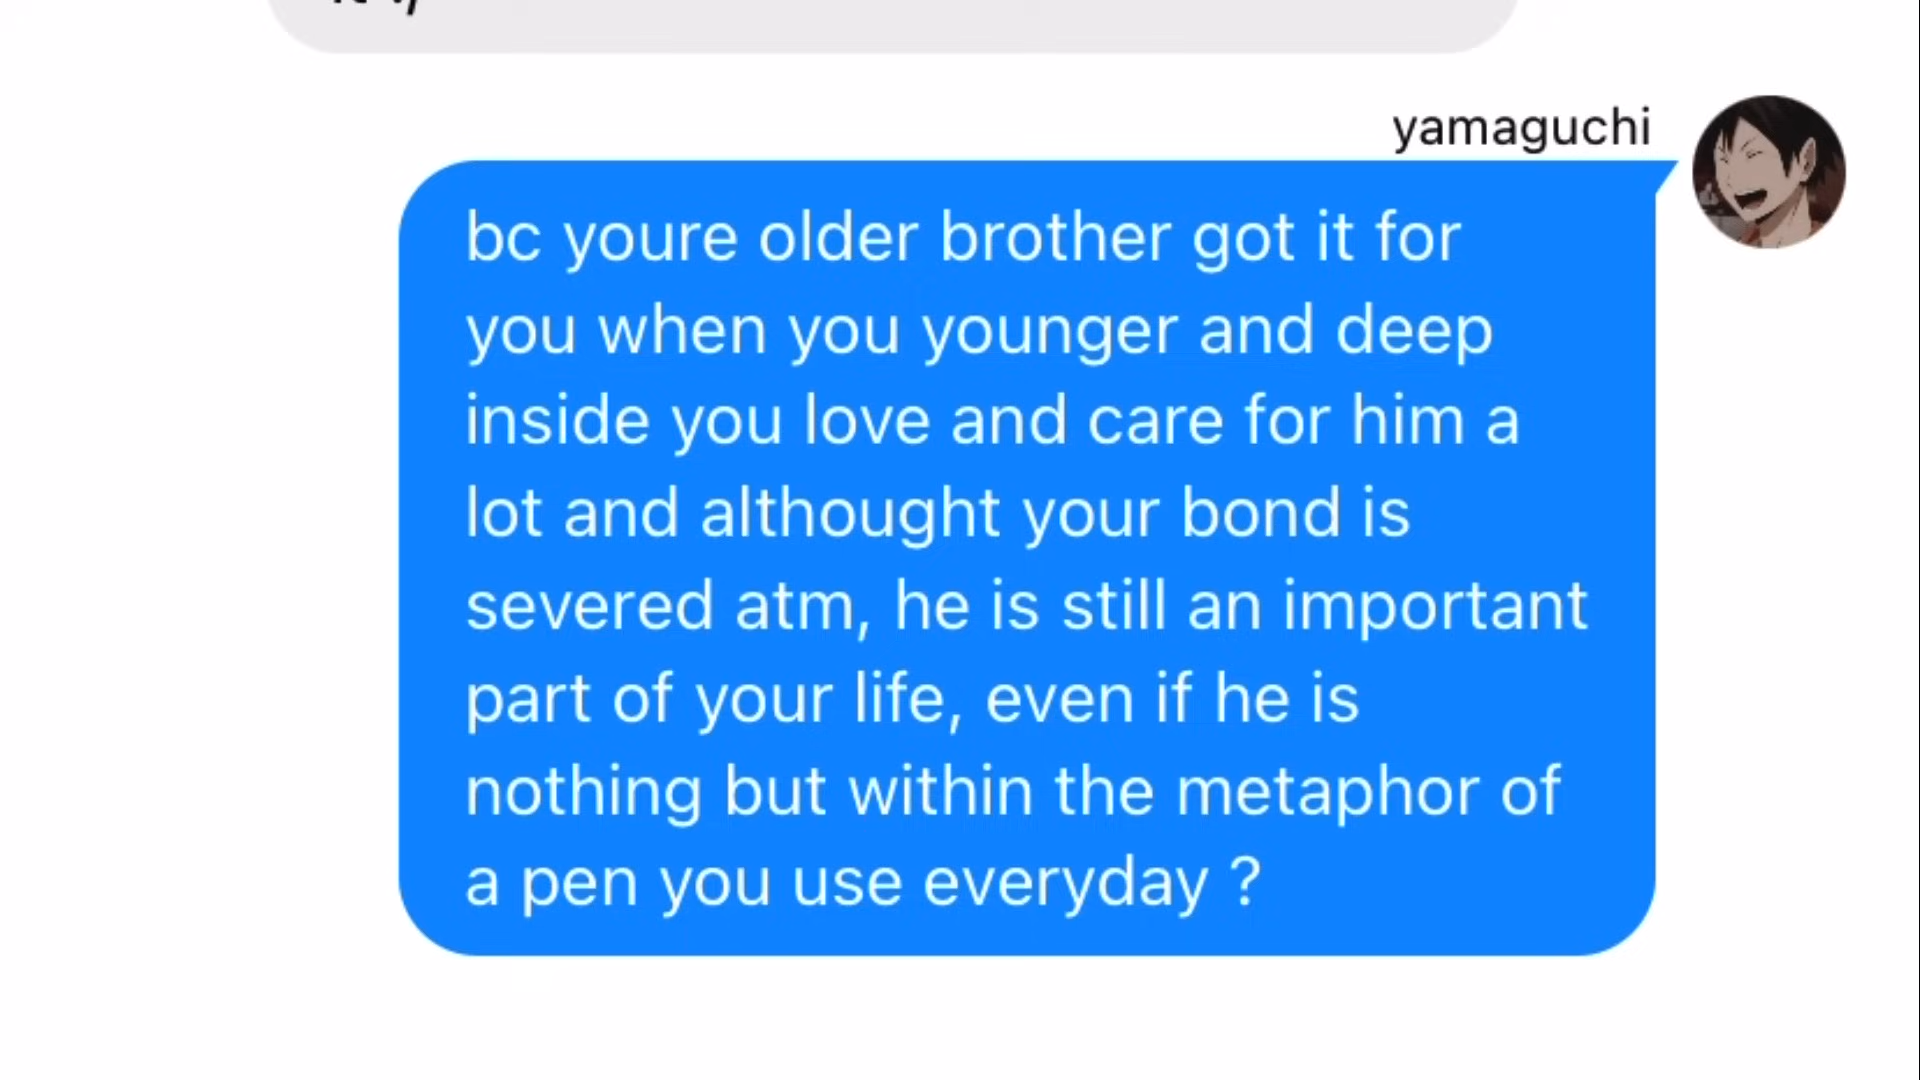 yamaguchi
bc youre older brother got it for
you when you younger and deep
inside you love and care for him a
lot and althought your bond is
severed atm, he is still an important
part of your life, even if he is
nothing but within the metaphor of
a pen you use everyday ?